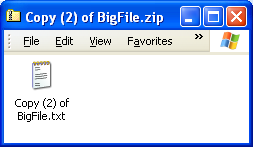 Copy (2) of BigFile.zip
File Edit View Favorites »
Copy (2) of
BigFile.txt